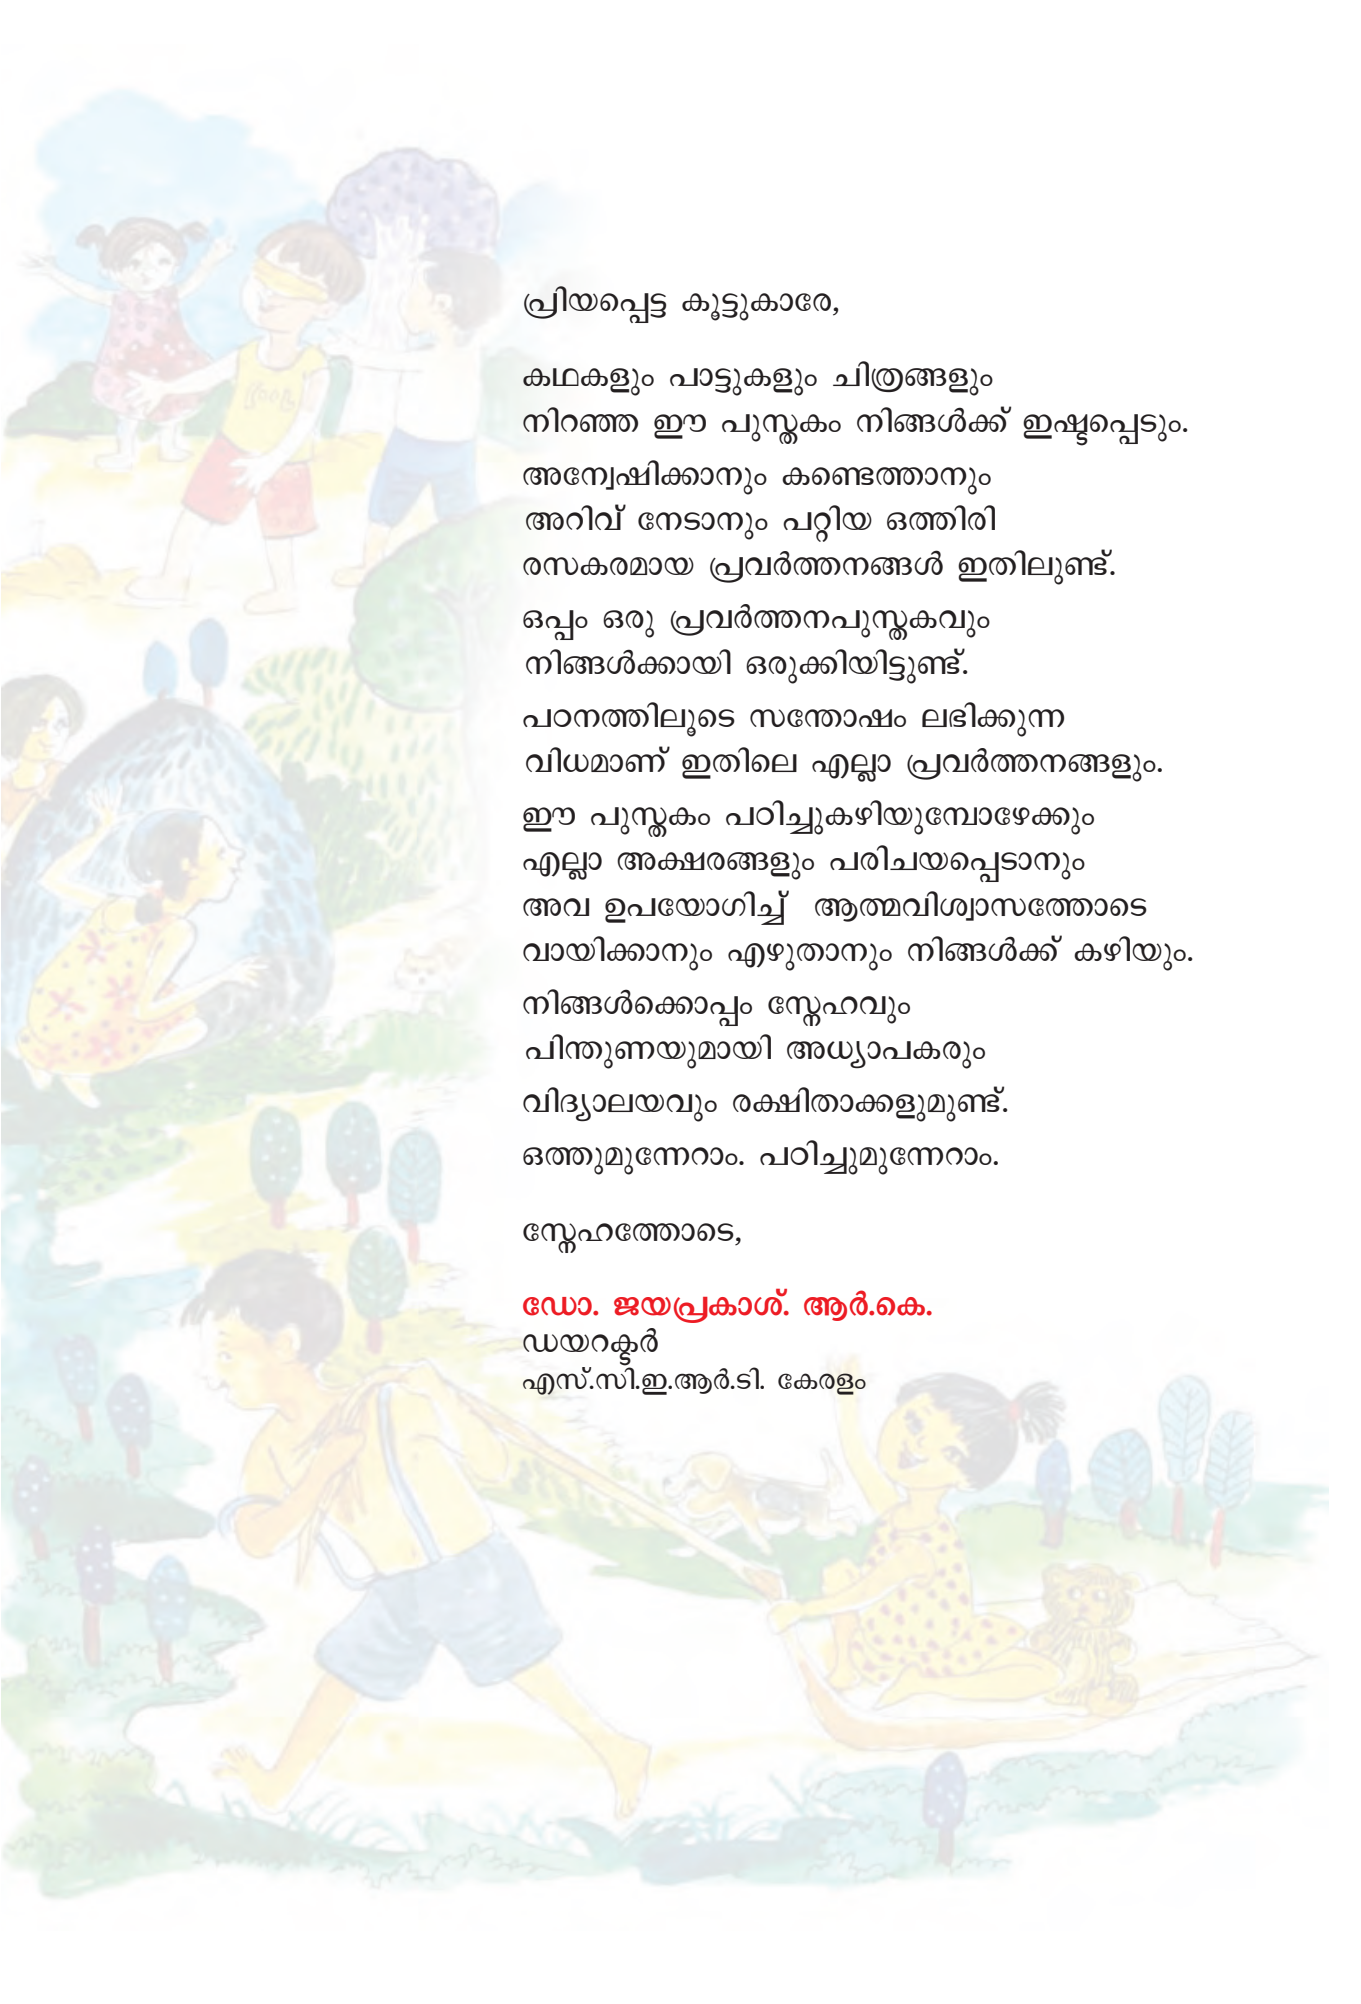 പ്രിയപ്പെട്ട കൂട്ടുകാരേ,
കഥകളും പാട്ടുകളും ചിത്രങ്ങളും
നിറഞ്ഞ ഈ പുസ്തകം നിങ്ങൾക്ക് ഇഷ്ടപ്പെടും.
അന്വേഷിക്കാനും കണ്ടെത്താനും
അറിവ് നേടാനും പറ്റിയ ഒത്തിരി
രസകരമായ പ്രവർത്തനങ്ങൾ ഇതിലുണ്ട്.
ഒപ്പം ഒരു പ്രവർത്തനപുസ്തകവും
നിങ്ങൾക്കായി ഒരുക്കിയിട്ടുണ്ട്.
പഠനത്തിലൂടെ സന്തോഷം ലഭിക്കുന്ന
വിധമാണ് ഇതിലെ എല്ലാ പ്രവർത്തനങ്ങളും.
ഈ പുസ്തകം പഠിച്ചുകഴിയുമ്പോഴേക്കും
എല്ലാ അക്ഷരങ്ങളും പരിചയപ്പെടാനും
അവ ഉപയോഗിച്ച് ആത്മവിശ്വാസത്തോടെ
വായിക്കാനും എഴുതാനും നിങ്ങൾക്ക് കഴിയും.
നിങ്ങൾക്കൊപ്പം സ്നേഹവും
പിന്തുണയുമായി അധ്യാപകരും
വിദ്യാലയവും രക്ഷിതാക്കളുമുണ്ട്.
ഒത്തുമുന്നേറാം. പഠിച്ചുമുന്നേറാം.
സ്നേഹത്തോടെ,
ഡോ. ജയപ്രകാശ്. ആർ.കെ.
ഡയറക്ടർ
എസ്.സി.ഇ.ആർ.ടി. കേരളം